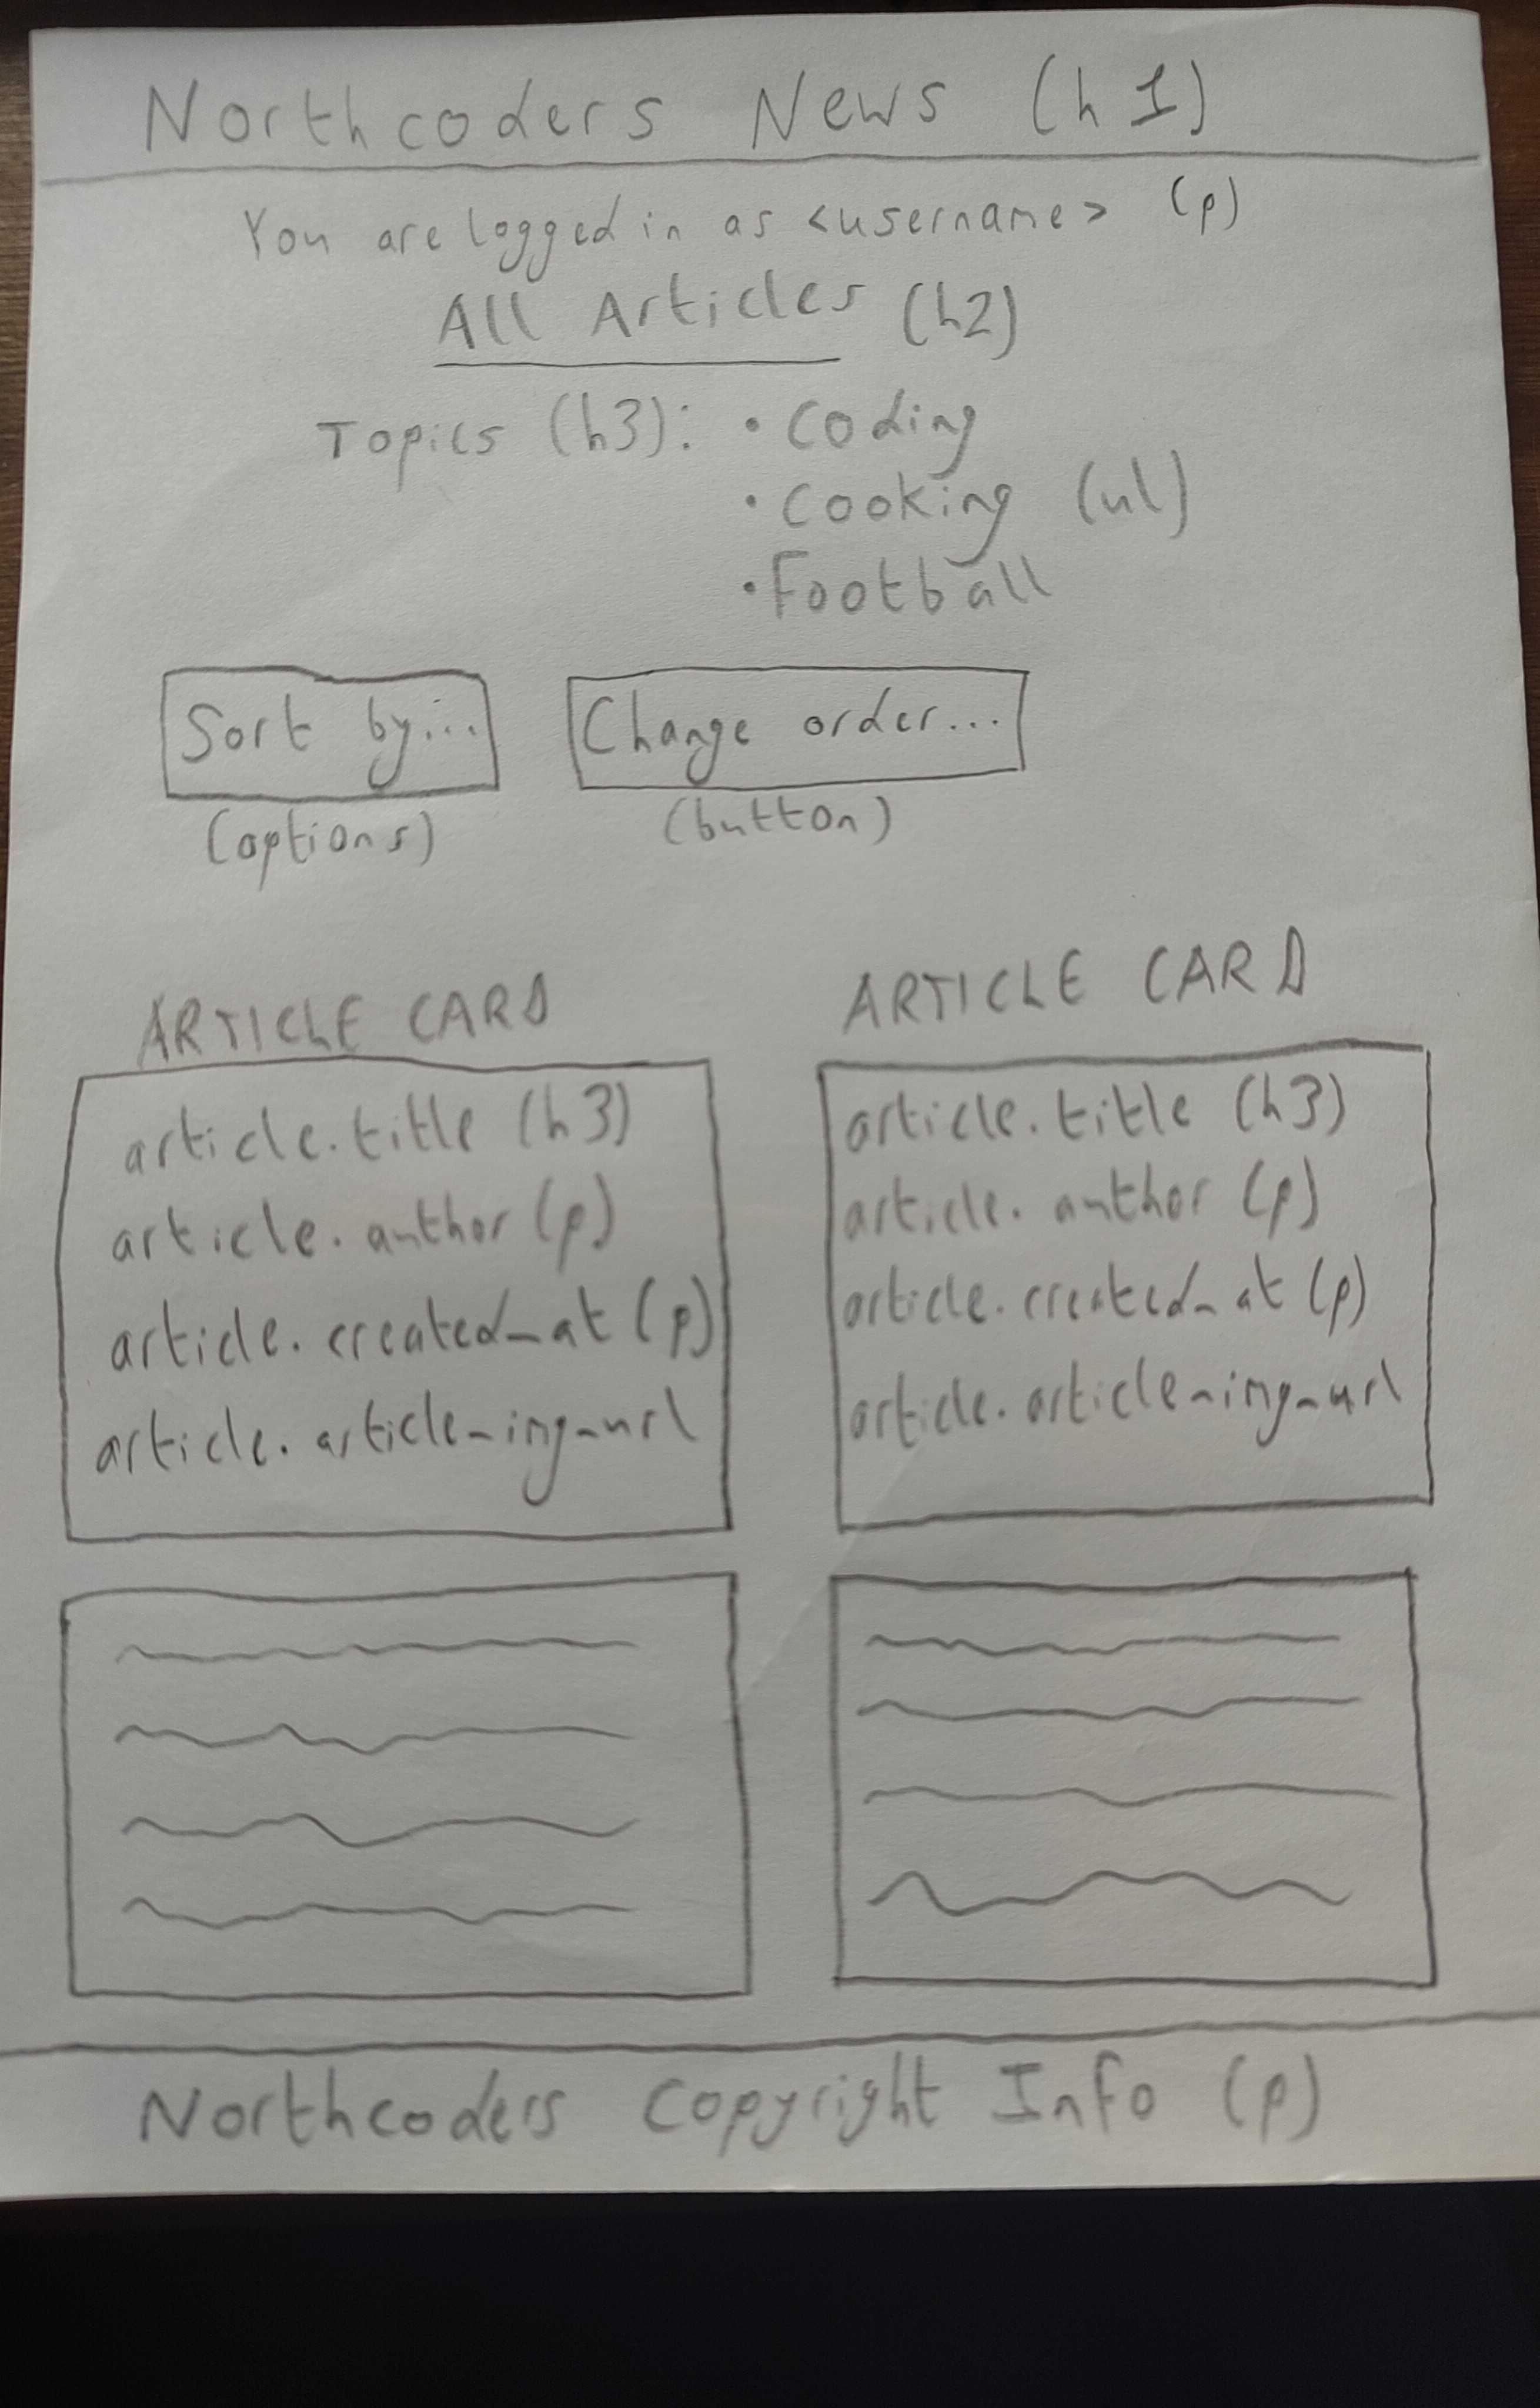 Northcoders News (h1)
You are logged in as <username> (p)
All Articles (h2)
Topics (h3): • Coding
• Cooking (ul)
• Football
Sort by... Change order...
(options) (button)
ARTICLE CARD
article.title (h3)
article.author (p)
article.created_at (p)
article.article_img_url
ARTICLE CARD
article.title (h3)
article.author (p)
article.created_at (p)
article.article_img_url
Northcoders Copyright Info (p)